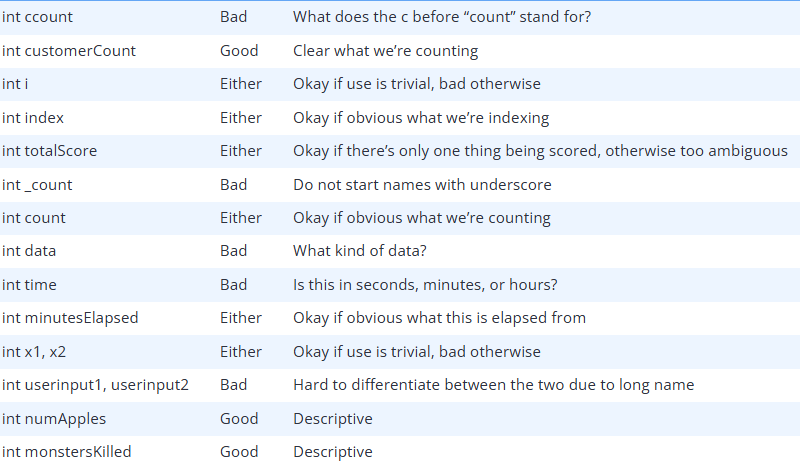 int ccount Bad What does the c before “count” stand for?
int customerCount Good Clear what we’re counting
int i Either Okay if use is trivial, bad otherwise
int index Either Okay if obvious what we’re indexing
int totalScore Either Okay if there’s only one thing being scored, otherwise too ambiguous
int _count Bad Do not start names with underscore
int count Either Okay if obvious what we’re counting
int data Bad What kind of data?
int time Bad Is this in seconds, minutes, or hours?
int minutesElapsed Either Okay if obvious what this is elapsed from
int x1, x2 Either Okay if use is trivial, bad otherwise
int userinput1, userinput2 Bad Hard to differentiate between the two due to long name
int numApples Good Descriptive
int monstersKilled Good Descriptive